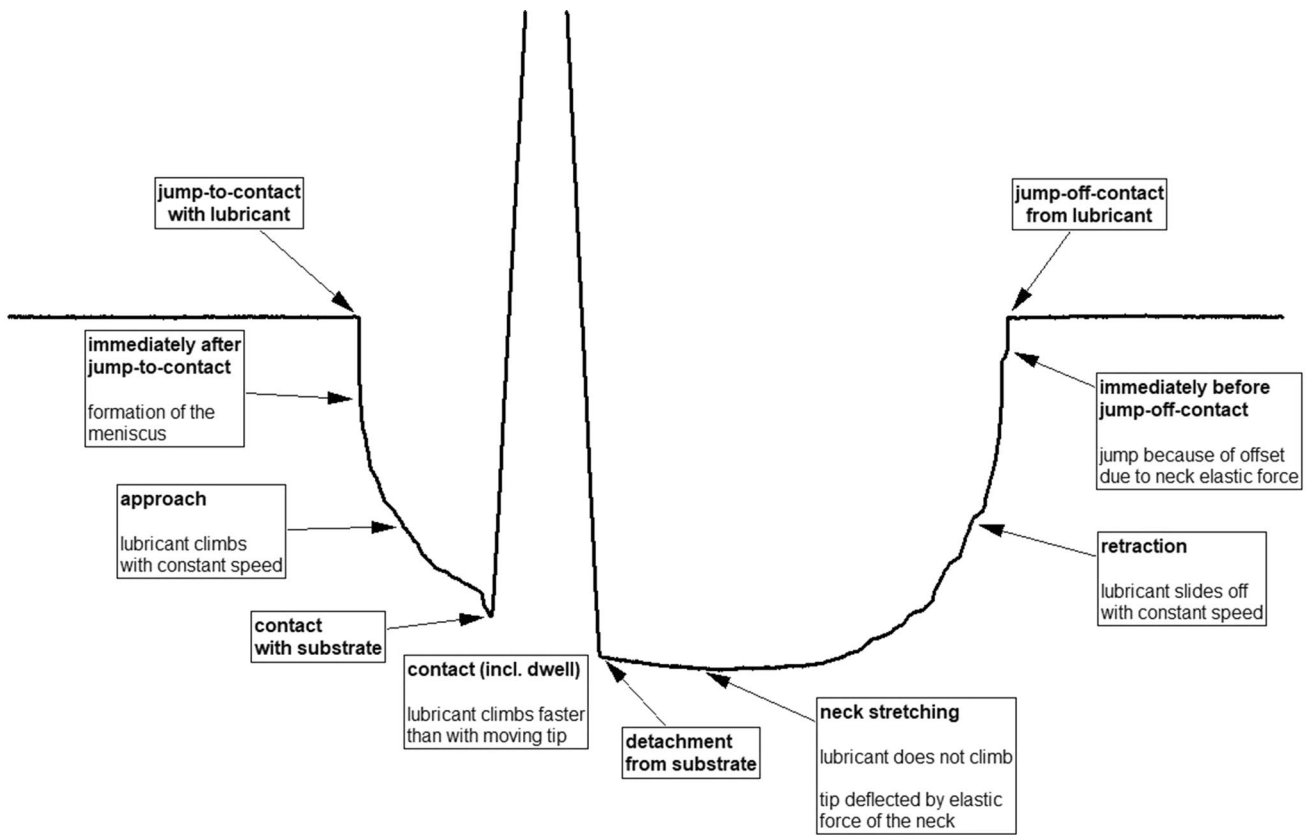 jump-to-contact
with lubricant
jump-off-contact
from lubricant
immediately after
jump-to-contact
formation of the
meniscus
immediately before
jump-off-contact
jump because of offset
due to neck elastic force
approach
lubricant climbs
with constant speed
retraction
lubricant slides off
with constant speed
contact
with substrate
contact (incl. dwell)
lubricant climbs faster
than with moving tip
detachment
from substrate
neck stretching
lubricant does not climb
tip deflected by elastic
force of the neck